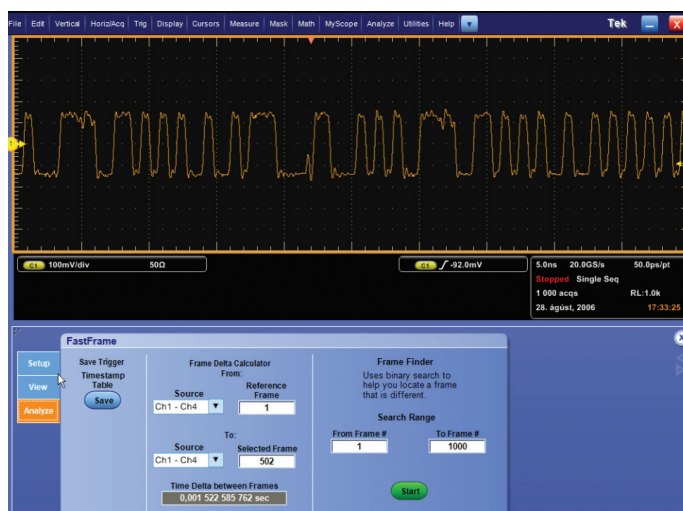 File Edit Vertical Horiz/Acq Trig Display Cursors Measure Mask Math MyScope Analyze Utilities Help Tek X
1
C1 100mV/div 50Ω
C1 -92.0mV
5.0ns 20.0GS/s 50.0ps/pt
Stopped Single Seq
1 000 acqs RL:1.0k
28. ágúst, 2006 17:33:25
FastFrame
Setup
View
Analyze
Save Trigger
Timestamp
Table
Save
Frame Delta Calculator
From:
Source
Reference
Frame
Ch1 - Ch4
1
To:
Source
Selected Frame
Ch1 - Ch4
502
Time Delta between Frames
0,001 522 585 762 sec
Frame Finder
Uses binary search to
help you locate a frame
that is different.
Search Range
From Frame # To Frame #
1 1000
Start